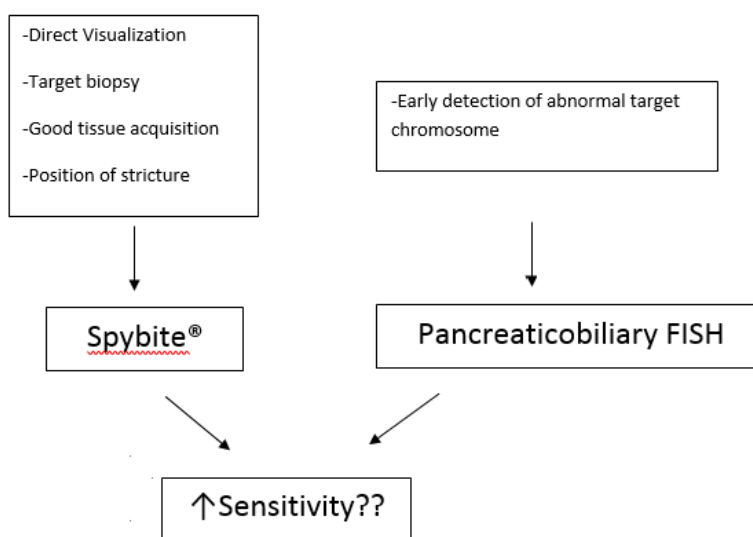 -Direct Visualization
-Target biopsy
-Good tissue acquisition
-Position of stricture
-Early detection of abnormal target
chromosome
Spybite®
Pancreaticobiliary FISH
↑Sensitivity??